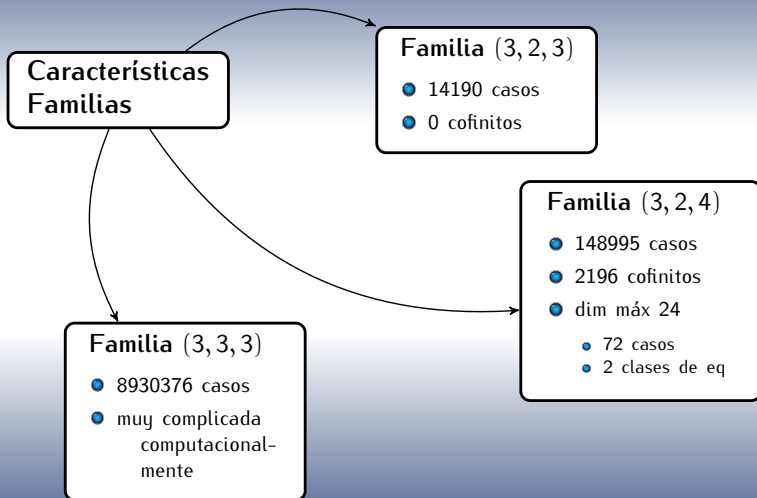 Características
Familias
Familia (3, 2, 3)
14190 casos
0 cofinitos
Familia (3, 2, 4)
148995 casos
2196 cofinitos
dim máx 24
72 casos
2 clases de eq
Familia (3, 3, 3)
8930376 casos
muy complicada
computacional-
mente